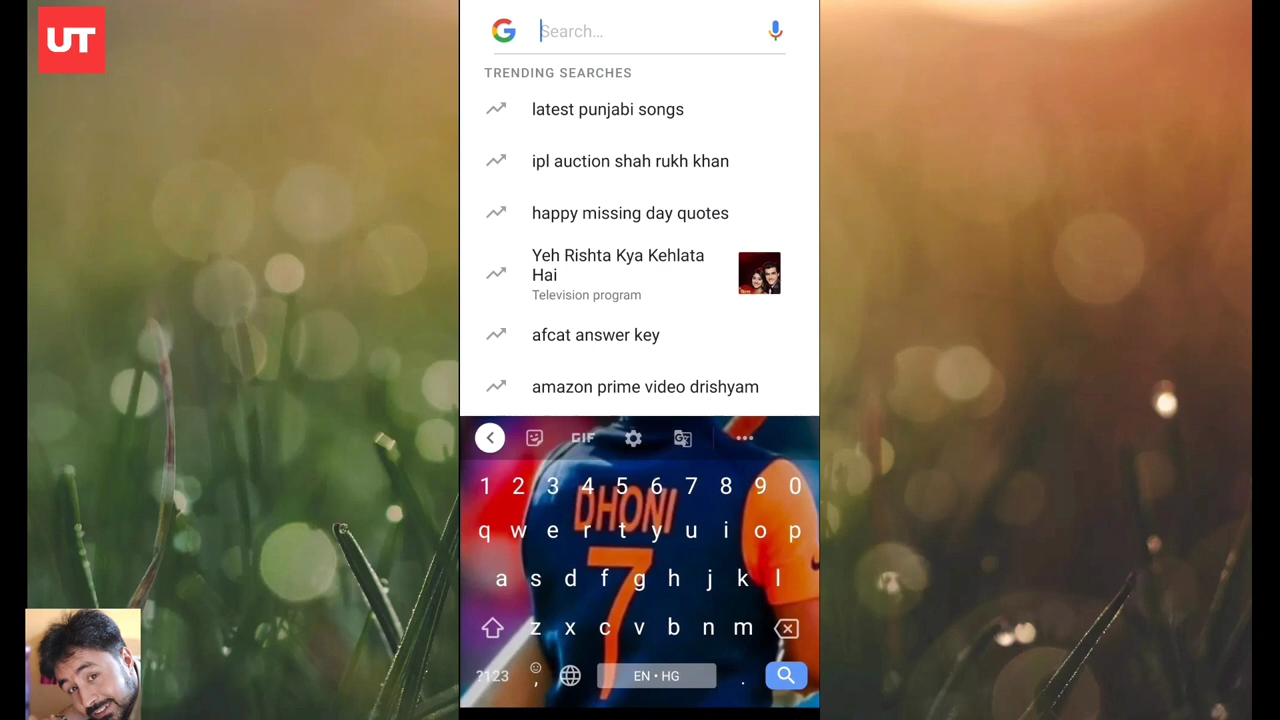 UT
Search...
TRENDING SEARCHES
latest punjabi songs
ipl auction shah rukh khan
happy missing day quotes
Yeh Rishta Kya Kehlata
Hai
Television program
afcat answer key
amazon prime video drishyam
GIF
DHONI
7
1 2 3 4 5 6 7 8 9 0
q w e r t y u i o p
a s d f g h j k l
z x c v b n m
?123 , EN • HG .